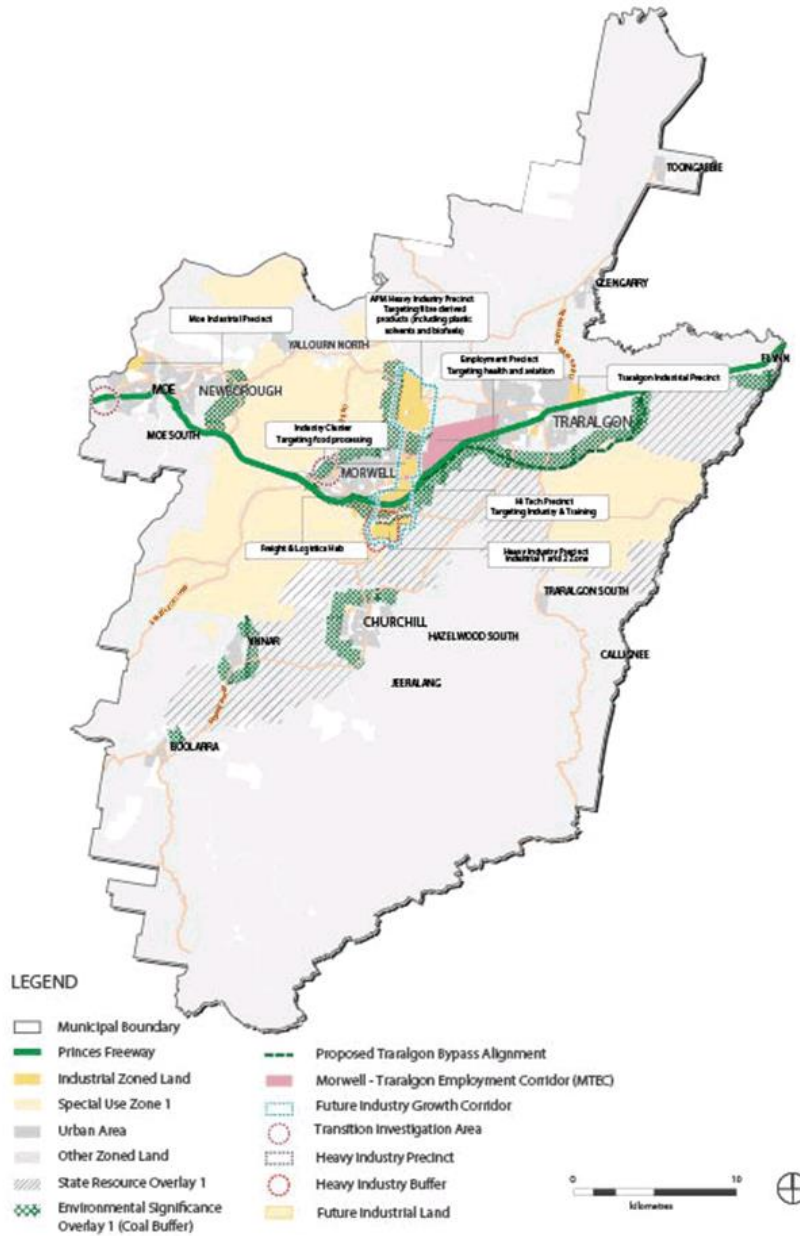 TOONGABBIE
GLENGARRY
APM Heavy Industry Precinct
Targeting fibre derived
products (including plastic
solvents and biofuels)
Moe Industrial Precinct
YALLOURN NORTH
Employment Precinct
Targeting health and aviation
FLYNN
Traralgon Industrial Precinct
MOE
NEWBOROUGH
TRARALGON
Industry Cluster
Targeting food processing
MOE SOUTH
MORWELL
Hi Tech Precinct
Targeting Industry & Training
Freight & Logistics Hub
Heavy Industry Precinct
Industrial 1 and 2 Zone
TRARALGON SOUTH
CHURCHILL
HAZELWOOD SOUTH
YINNAR
CALLIGNEE
JEERALANG
BOOLARRA
LEGEND
Municipal Boundary
Princes Freeway
Industrial Zoned Land
Special Use Zone 1
Urban Area
Other Zoned Land
State Resource Overlay 1
Environmental Significance
Overlay 1 (Coal Buffer)
Proposed Traralgon Bypass Alignment
Morwell - Traralgon Employment Corridor (MTEC)
Future Industry Growth Corridor
Transition Investigation Area
Heavy Industry Precinct
Heavy Industry Buffer
Future Industrial Land
0 10
kilometres